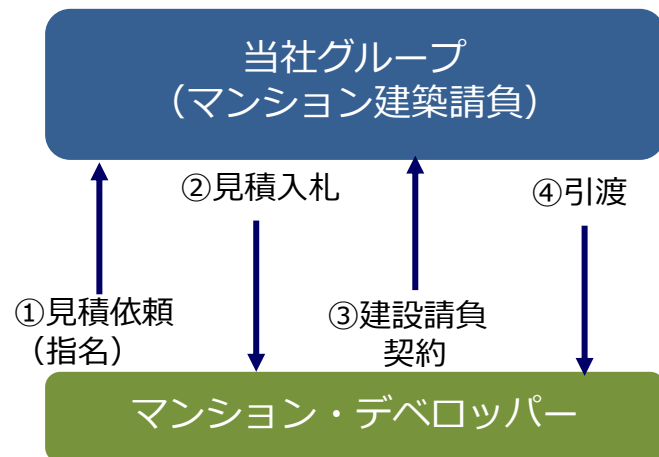 当社グループ
（マンション建築請負）
②見積入札
④引渡
①見積依頼
（指名）
③建設請負
契約
マンション・デベロッパー